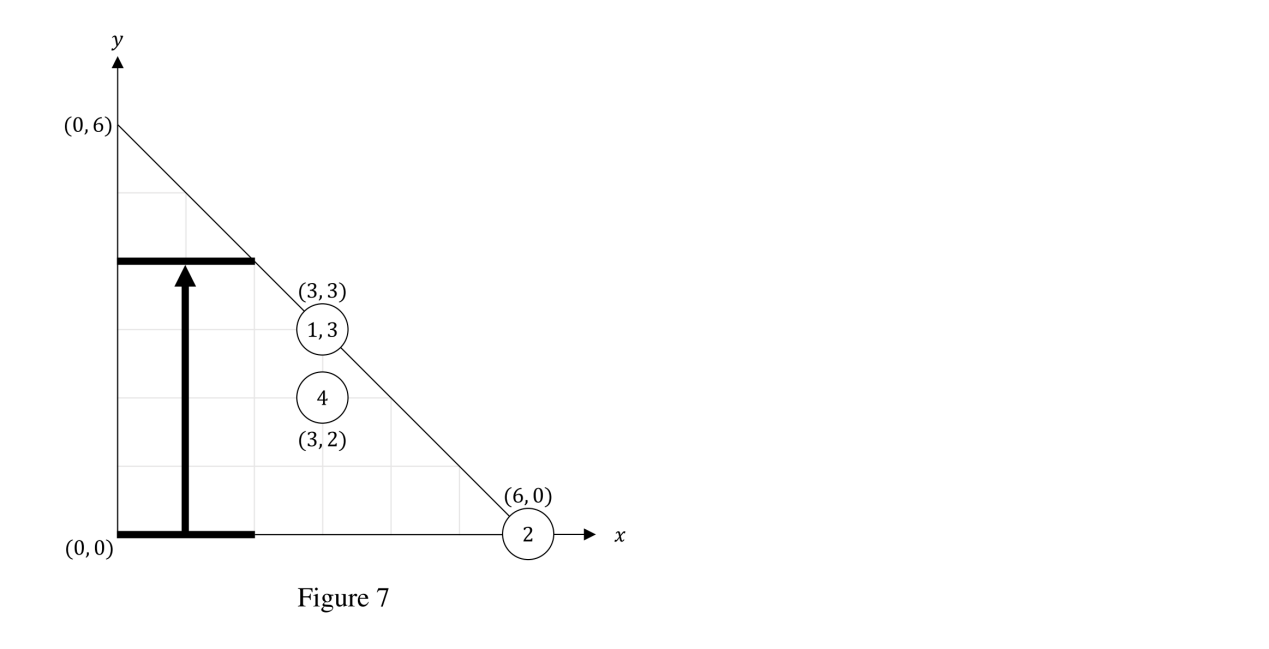 y
(0, 6)
(3, 3)
1, 3
4
(3, 2)
(6, 0)
2
x
(0, 0)
Figure 7